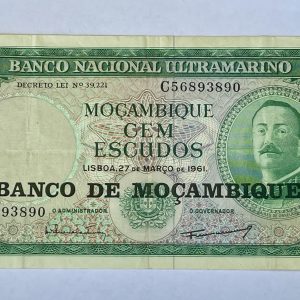 BANCO NACIONAL ULTRAMARINO
DECRETO LEI Nº 39.221
C56893890
MOÇAMBIQUE
CEM
ESCUDOS
LISBOA, 27 DE MARÇO DE 1961.
BANCO DE MOÇAMBIQUE
93890
O ADMINISTRADOR
O GOVERNADOR